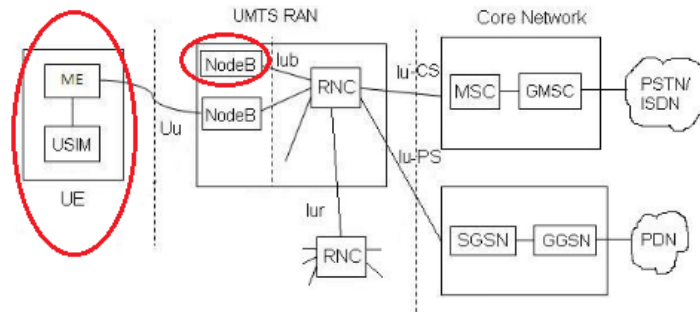 UMTS RAN
Core Network
NodeB
Iub
Iu-CS
ME
RNC
MSC
GMSC
PSTN/
ISDN
NodeB
USIM
Uu
Iu-PS
UE
Iur
SGSN
GGSN
PDN
RNC